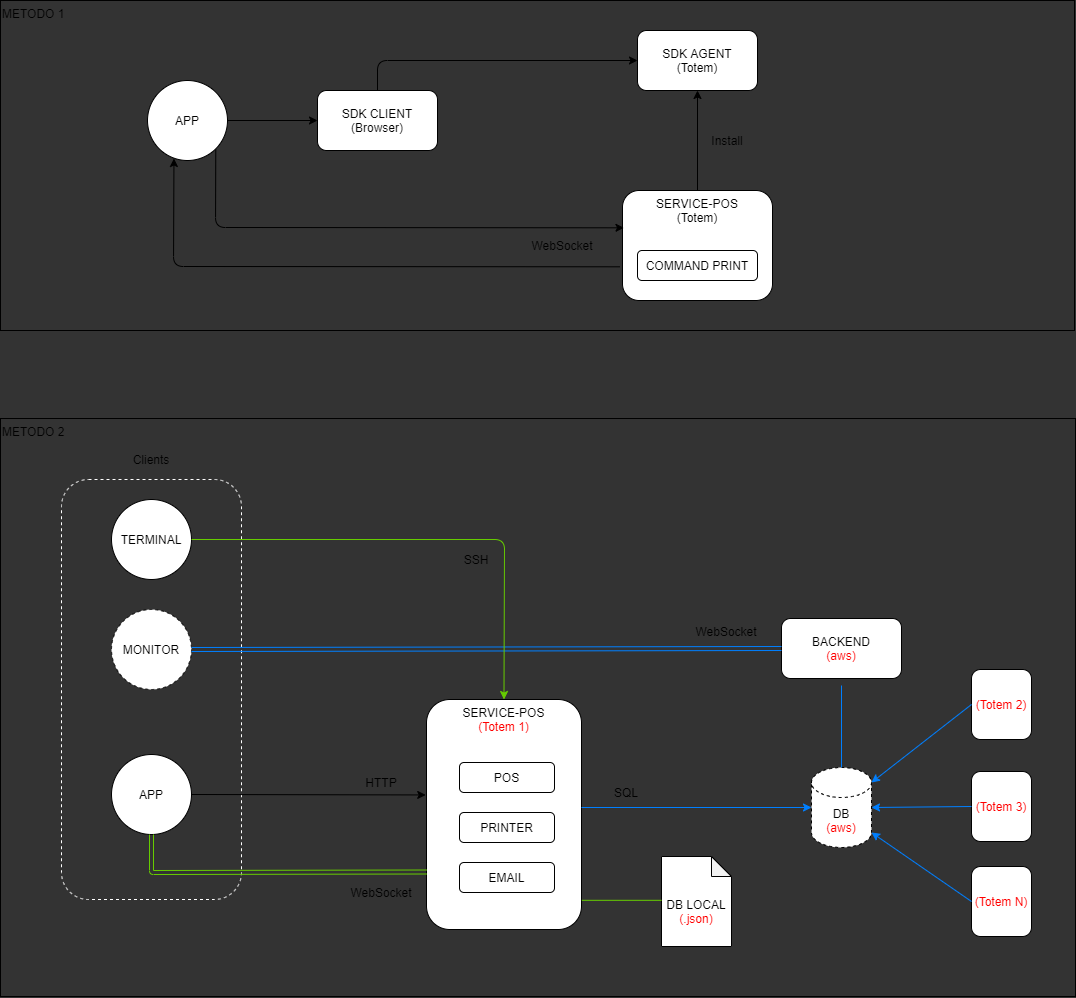 METODO 1
SDK AGENT
(Totem)
APP
SDK CLIENT
(Browser)
Install
SERVICE-POS
(Totem)
WebSocket
COMMAND PRINT
METODO 2
Clients
TERMINAL
SSH
MONITOR
WebSocket
BACKEND
(aws)
SERVICE-POS
(Totem 1)
(Totem 2)
POS
HTTP
APP
SQL
DB
(aws)
(Totem 3)
PRINTER
EMAIL
WebSocket
DB LOCAL
(.json)
(Totem N)